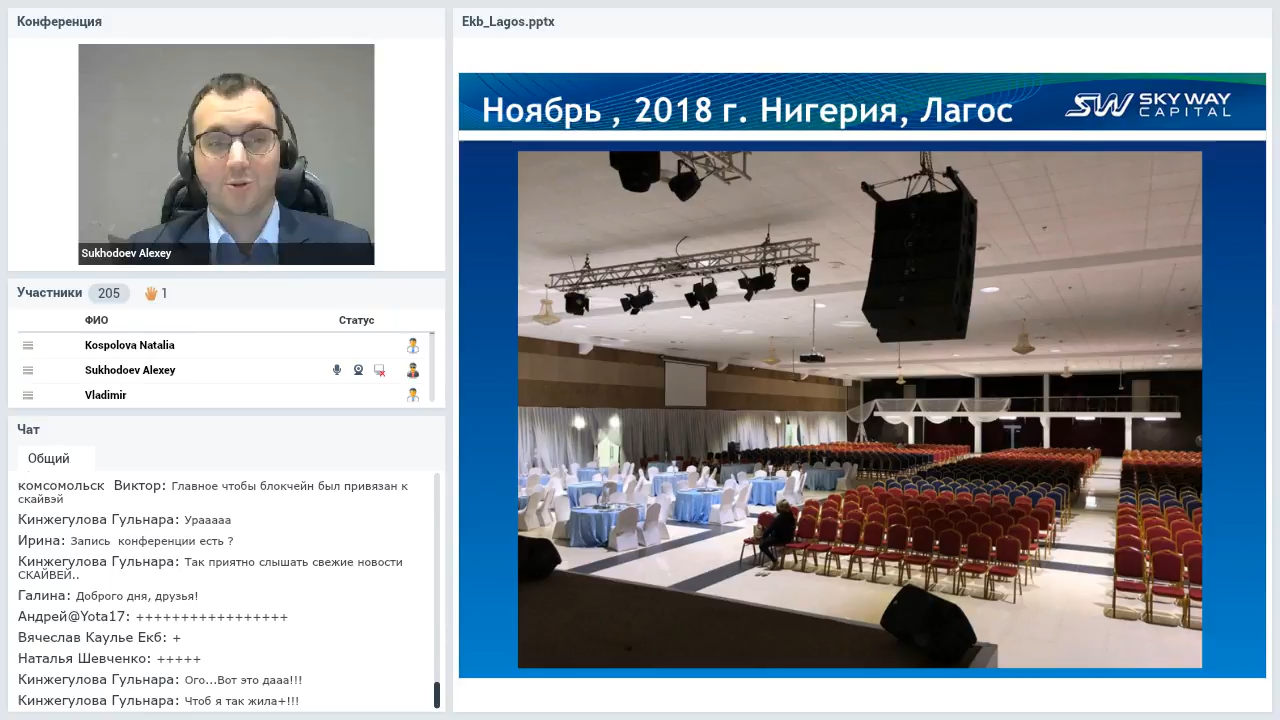 Конференция
Sukhodoev Alexey
Участники 205 1
ФИО Статус
Kospolova Natalia
Sukhodoev Alexey
Vladimir
Чат
Общий
комсомольск Виктор: Главное чтобы блокчейн был привязан к
скайвэй
Кинжегулова Гульнара: Ураааaa
Ирина: Запись конференции есть ?
Кинжегулова Гульнара: Так приятно слышать свежие новости
СКАЙВЕЙ..
Галина: Доброго дня, друзья!
Андрей@Yota17: +++++++++++++++++
Вячеслав Каулье Екб: +
Наталья Шевченко: +++++
Кинжегулова Гульнара: Ого...Вот это дааа!!!
Кинжегулова Гульнара: Чтоб я так жила+!!!
Ekb_Lagos.pptx
Ноябрь , 2018 г. Нигерия, Лагос
SW SKY WAY
CAPITAL